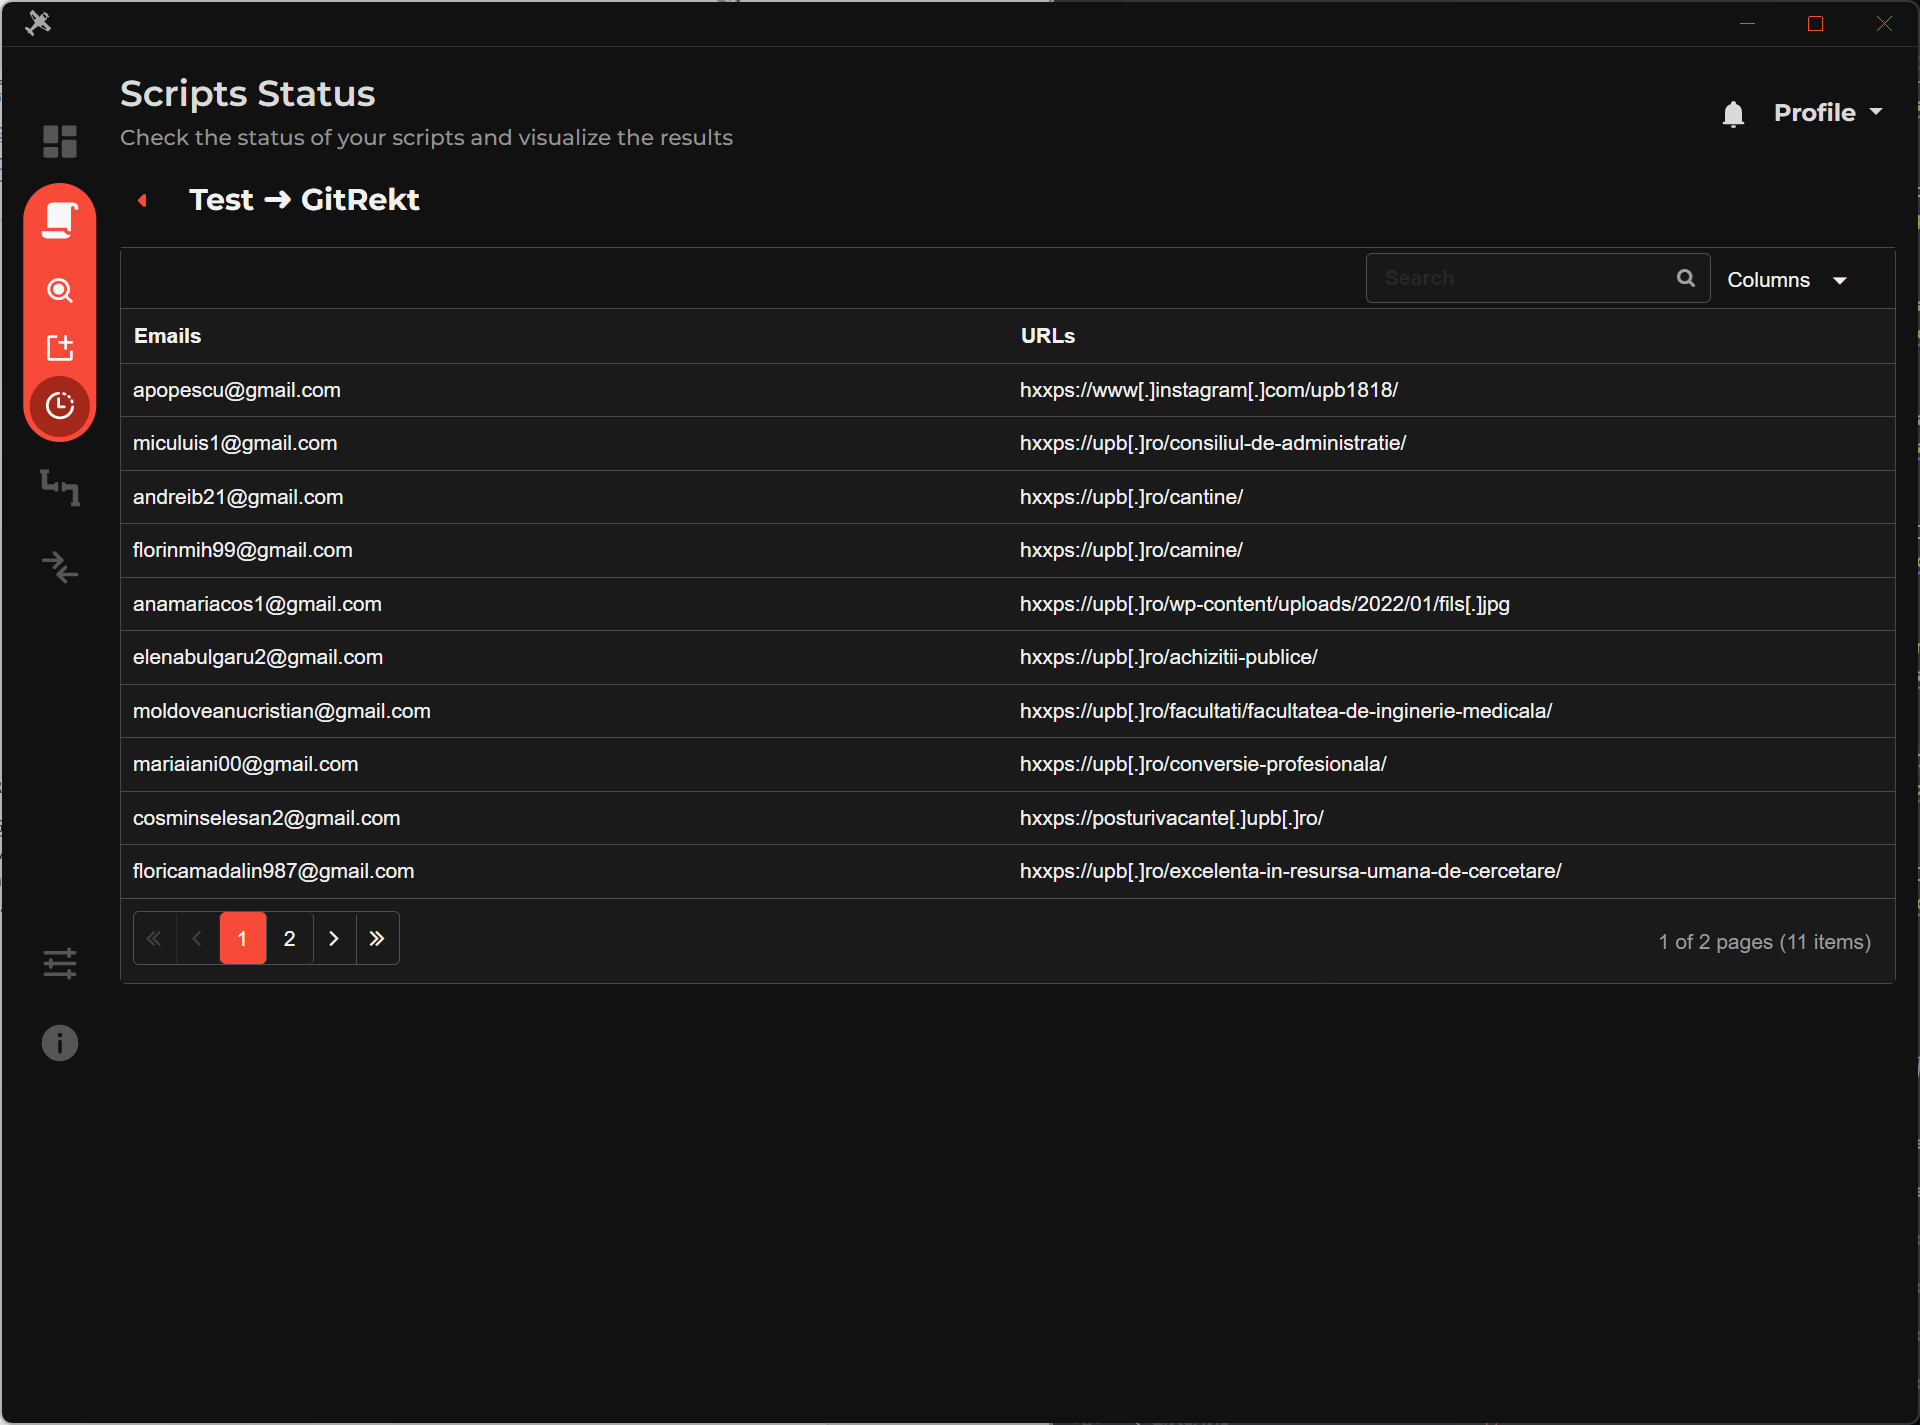 Scripts Status
Check the status of your scripts and visualize the results
Profile
Test ➔ GitRekt
Search
Columns
Emails URLs
apopescu@gmail.com hxxps://www[.]instagram[.]com/upb1818/
miculuis1@gmail.com hxxps://upb[.]ro/consiliul-de-administratie/
andreib21@gmail.com hxxps://upb[.]ro/cantine/
florinmih99@gmail.com hxxps://upb[.]ro/camine/
anamariacos1@gmail.com hxxps://upb[.]ro/wp-content/uploads/2022/01/fils[.]jpg
elenabulgaru2@gmail.com hxxps://upb[.]ro/achizitii-publice/
moldoveanucristian@gmail.com hxxps://upb[.]ro/facultati/facultatea-de-inginerie-medicala/
mariaiani00@gmail.com hxxps://upb[.]ro/conversie-profesionala/
cosminselesan2@gmail.com hxxps://posturivacante[.]upb[.]ro/
floricamadalin987@gmail.com hxxps://upb[.]ro/excelenta-in-resursa-umana-de-cercetare/
1 2
1 of 2 pages (11 items)